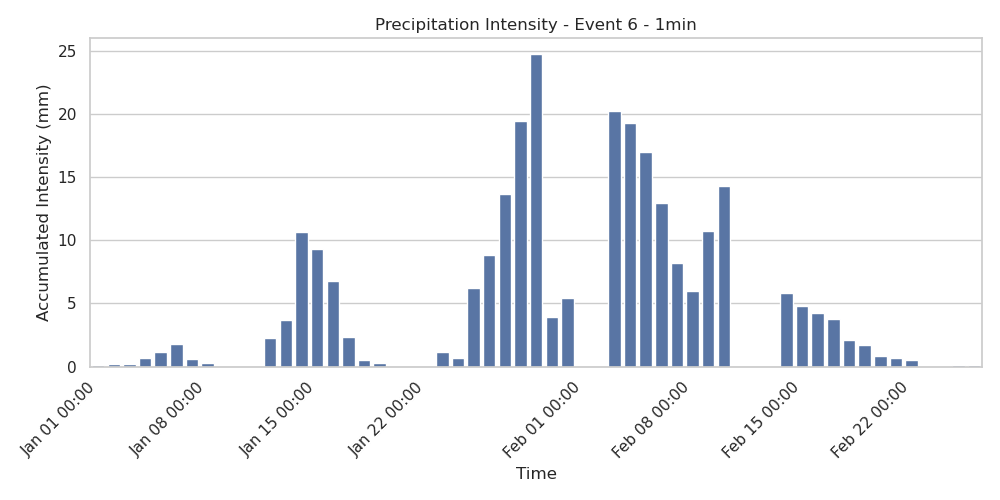 Precipitation Intensity - Event 6 - 1min
Accumulated Intensity (mm)
25
20
15
10
5
0
Jan 01 00:00
Jan 08 00:00
Jan 15 00:00
Jan 22 00:00
Feb 01 00:00
Feb 08 00:00
Feb 15 00:00
Feb 22 00:00
Time